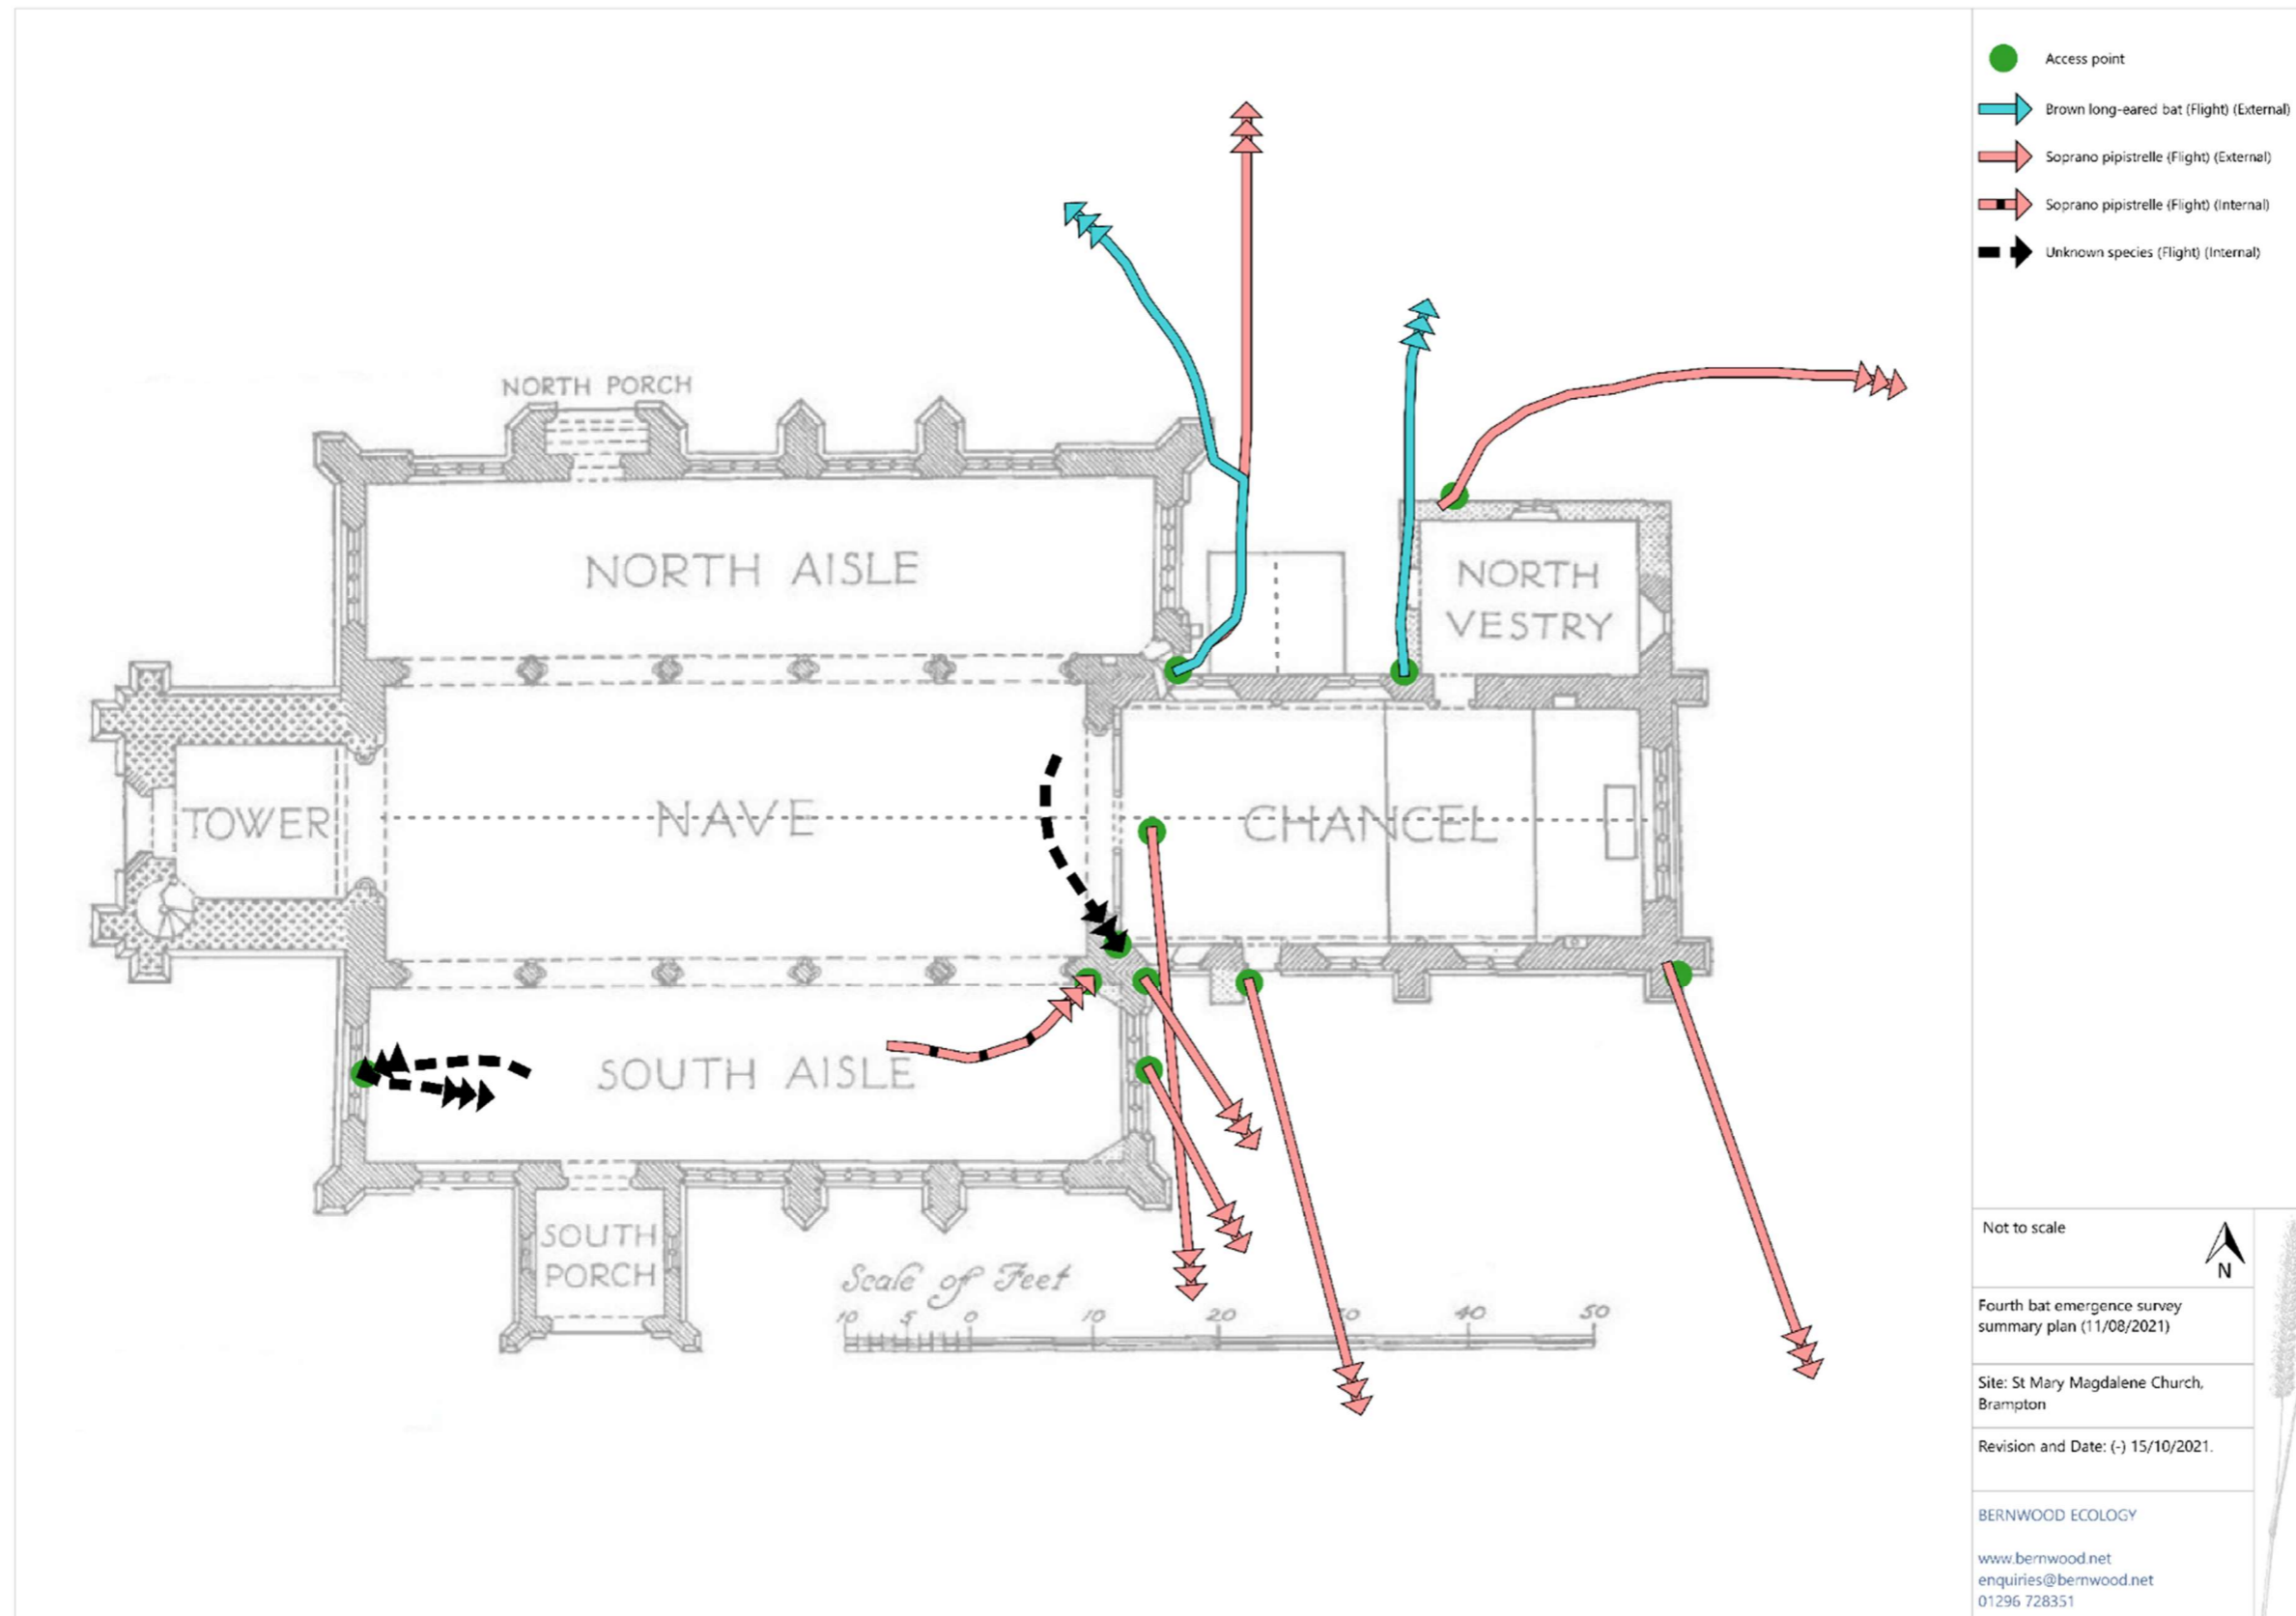 Access point
Brown long-eared bat (Flight) (External)
Soprano pipistrelle (Flight) (External)
Soprano pipistrelle (Flight) (Internal)
Unknown species (Flight) (Internal)
NORTH PORCH
NORTH AISLE
NORTH
VESTRY
TOWER
NAVE
CHANCEL
SOUTH AISLE
SOUTH
PORCH
Scale of Feet
10 5 0 10 20 30 40 50
Not to scale
N
Fourth bat emergence survey
summary plan (11/08/2021)
Site: St Mary Magdalene Church,
Brampton
Revision and Date: (-) 15/10/2021.
BERNWOOD ECOLOGY
www.bernwood.net
enquiries@bernwood.net
01296 728351